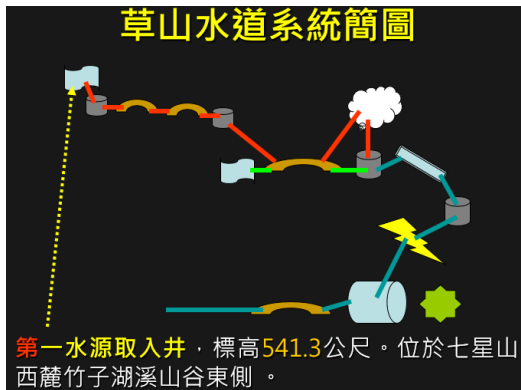 草山水道系統簡圖
第一水源取入井，標高541.3公尺。位於七星山
西麓竹子湖溪山谷東側 。